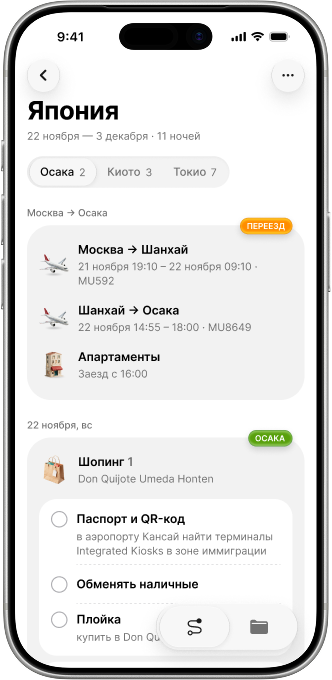 9:41
Япония
22 ноября — 3 декабря · 11 ночей
Осака 2 Киото 3 Токио 7
Москва → Осака
ПЕРЕЕЗД
Москва → Шанхай
21 ноября 19:10 – 22 ноября 09:10 ·
MU592
Шанхай → Осака
22 ноября 14:55 – 18:00 · MU8649
Апартаменты
Заезд с 16:00
22 ноября, вс
ОСАКА
Шопинг 1
Don Quijote Umeda Honten
Паспорт и QR-код
в аэропорту Кансай найти терминалы
Integrated Kiosks в зоне иммиграции
Обменять наличные
Плойка
купить в Don